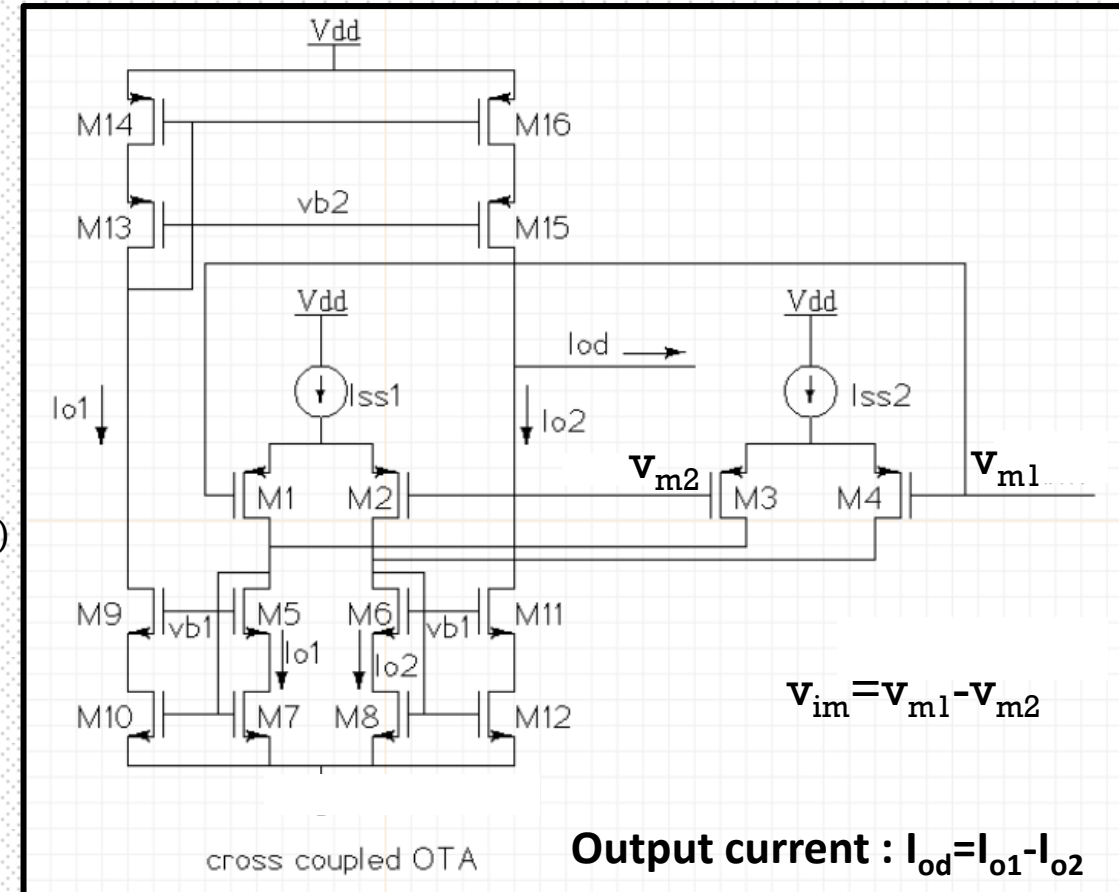 Vdd
M14
M16
vb2
M13
M15
Vdd
Vdd
Iod
Iss1
Iss2
Io1
Io2
vm2
vm1
M1
M2
M3
M4
)
M9
vb1
M5
M6
vb1
M11
Io1
Io2
M10
M7
M8
M12
vim=vm1-vm2
cross coupled OTA
Output current : Iod=Io1-Io2